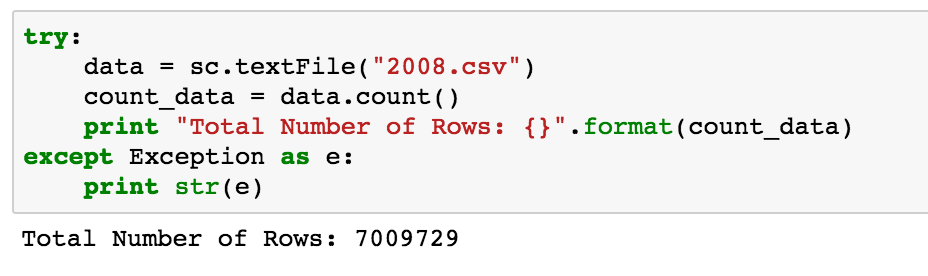 try:
    data = sc.textFile("2008.csv")
    count_data = data.count()
    print "Total Number of Rows: {}".format(count_data)
except Exception as e:
    print str(e)
Total Number of Rows: 7009729